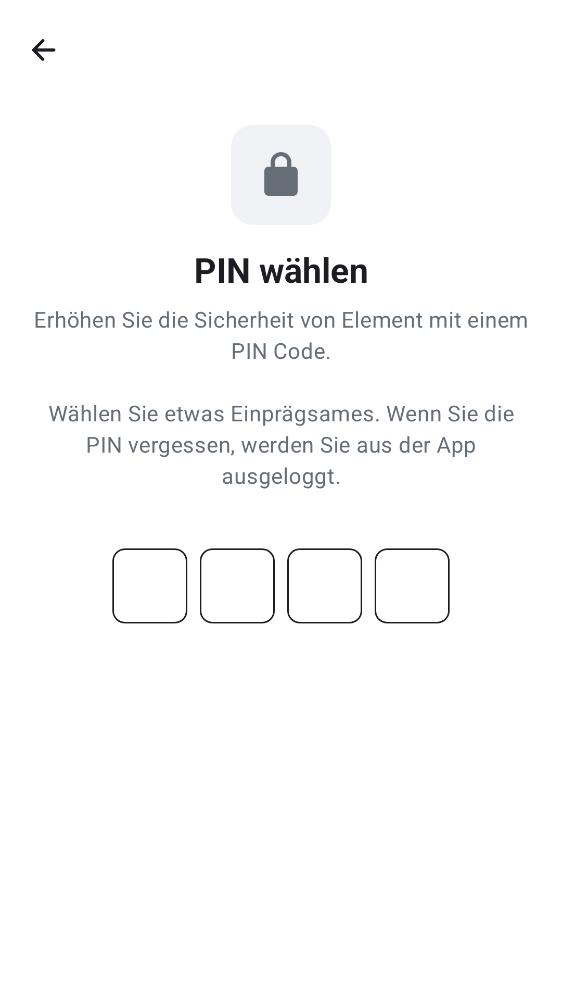 PIN wählen
Erhöhen Sie die Sicherheit von Element mit einem
PIN Code.
Wählen Sie etwas Einprägsames. Wenn Sie die
PIN vergessen, werden Sie aus der App
ausgeloggt.